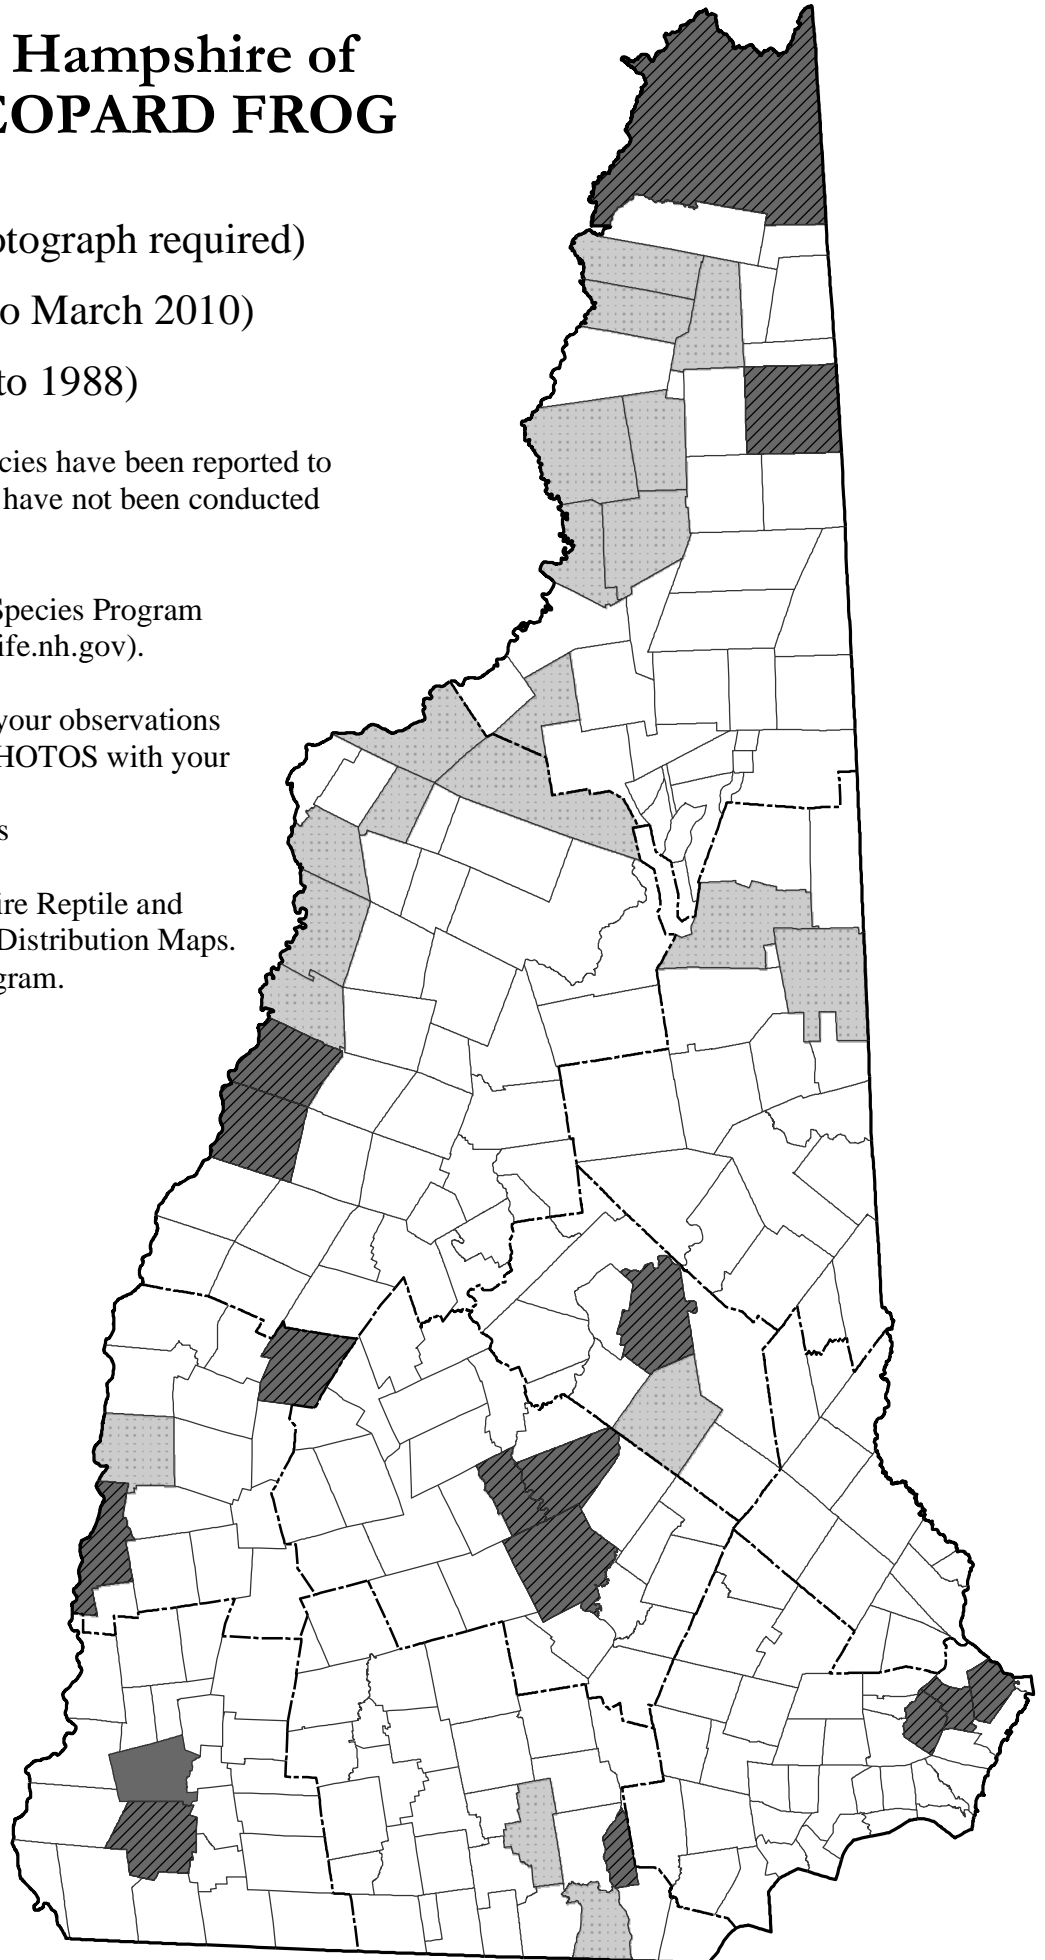 Hampshire of
EOPARD FROG
otograph required)
o March 2010)
to 1988)
cies have been reported to
have not been conducted
Species Program
ife.nh.gov).
your observations
HOTOS with your
s
ire Reptile and
Distribution Maps.
gram.